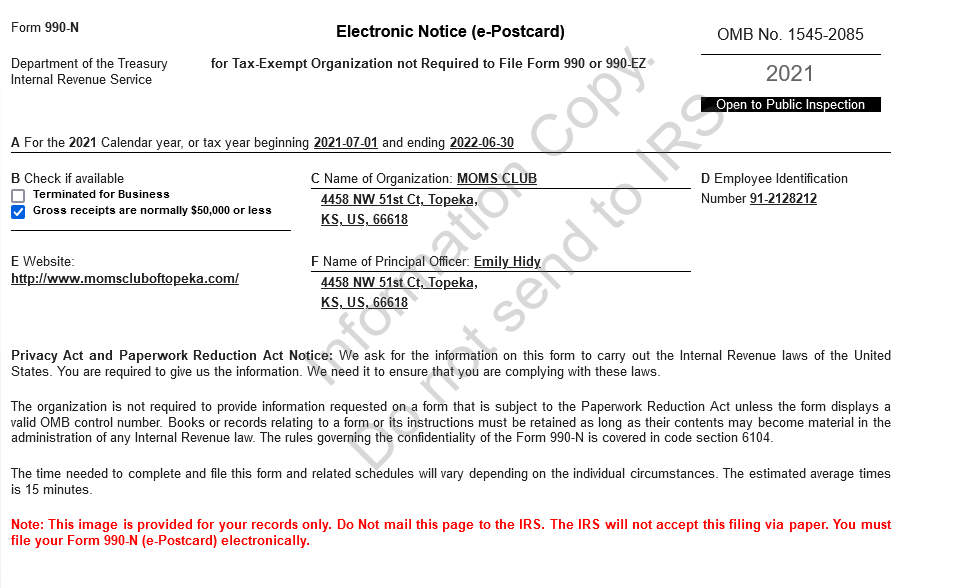 Form 990-N
Electronic Notice (e-Postcard)
OMB No. 1545-2085
Department of the Treasury
Internal Revenue Service
for Tax-Exempt Organization not Required to File Form 990 or 990-EZ
2021
Open to Public Inspection
A For the 2021 Calendar year, or tax year beginning 2021-07-01 and ending 2022-06-30
B Check if available
Terminated for Business
Gross receipts are normally $50,000 or less
C Name of Organization: MOMS CLUB
4458 NW 51st Ct, Topeka,
KS, US, 66618
D Employee Identification
Number 91-2128212
E Website:
http://www.momscluboftopeka.com/
F Name of Principal Officer: Emily Hidy
4458 NW 51st Ct, Topeka,
KS, US, 66618
Privacy Act and Paperwork Reduction Act Notice: We ask for the information on this form to carry out the Internal Revenue laws of the United
States. You are required to give us the information. We need it to ensure that you are complying with these laws.
The organization is not required to provide information requested on a form that is subject to the Paperwork Reduction Act unless the form displays a
valid OMB control number. Books or records relating to a form or its instructions must be retained as long as their contents may become material in the
administration of any Internal Revenue law. The rules governing the confidentiality of the Form 990-N is covered in code section 6104.
The time needed to complete and file this form and related schedules will vary depending on the individual circumstances. The estimated average times
is 15 minutes.
Note: This image is provided for your records only. Do Not mail this page to the IRS. The IRS will not accept this filing via paper. You must
file your Form 990-N (e-Postcard) electronically.
Information Copy.
Do not send to IRS.